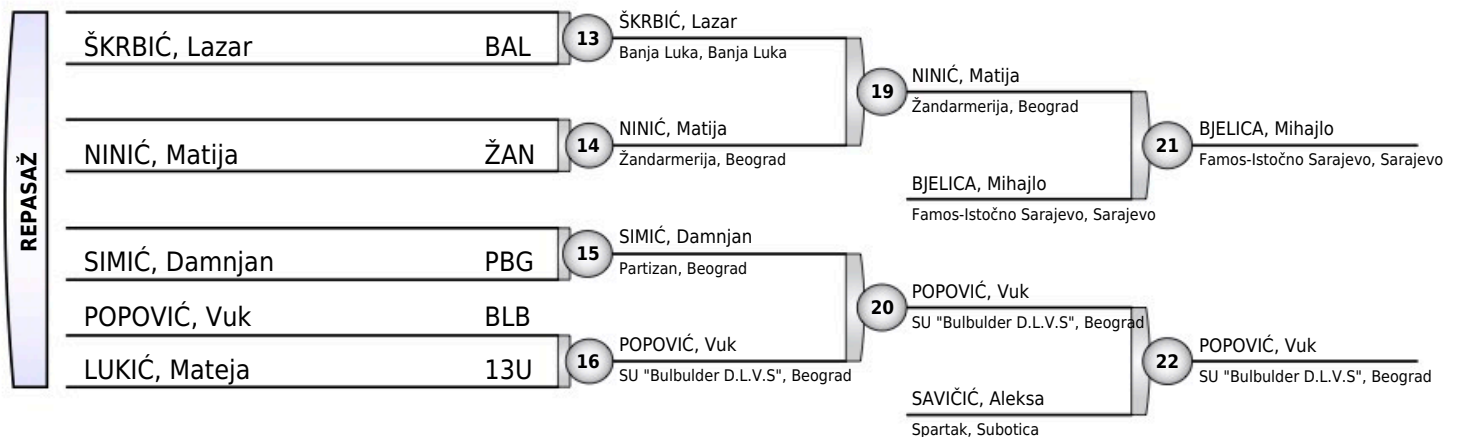 REPASAŽ
ŠKRBIĆ, Lazar BAL
NINIĆ, Matija ŽAN
SIMIĆ, Damnjan PBG
POPOVIĆ, Vuk BLB
LUKIĆ, Mateja 13U
13
ŠKRBIĆ, Lazar
Banja Luka, Banja Luka
14
NINIĆ, Matija
Žandarmerija, Beograd
15
SIMIĆ, Damnjan
Partizan, Beograd
16
POPOVIĆ, Vuk
SU "Bulbulder D.L.V.S", Beograd
19
NINIĆ, Matija
Žandarmerija, Beograd
BJELICA, Mihajlo
Famos-Istočno Sarajevo, Sarajevo
20
POPOVIĆ, Vuk
SU "Bulbulder D.L.V.S", Beograd
SAVIČIĆ, Aleksa
Spartak, Subotica
21
BJELICA, Mihajlo
Famos-Istočno Sarajevo, Sarajevo
22
POPOVIĆ, Vuk
SU "Bulbulder D.L.V.S", Beograd